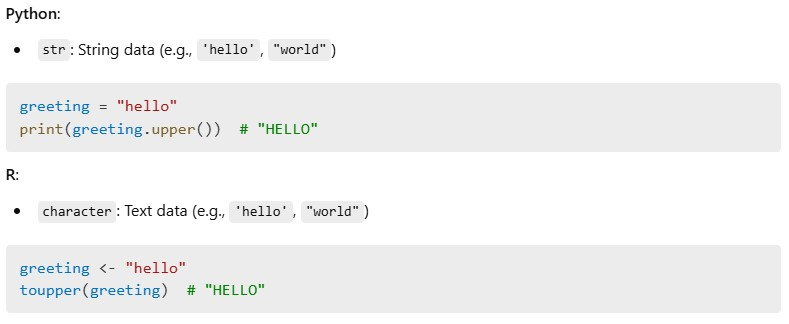 Python:
• str: String data (e.g., 'hello', "world")
greeting = "hello"
print(greeting.upper())  # "HELLO"
R:
• character: Text data (e.g., 'hello', "world")
greeting <- "hello"
toupper(greeting)  # "HELLO"